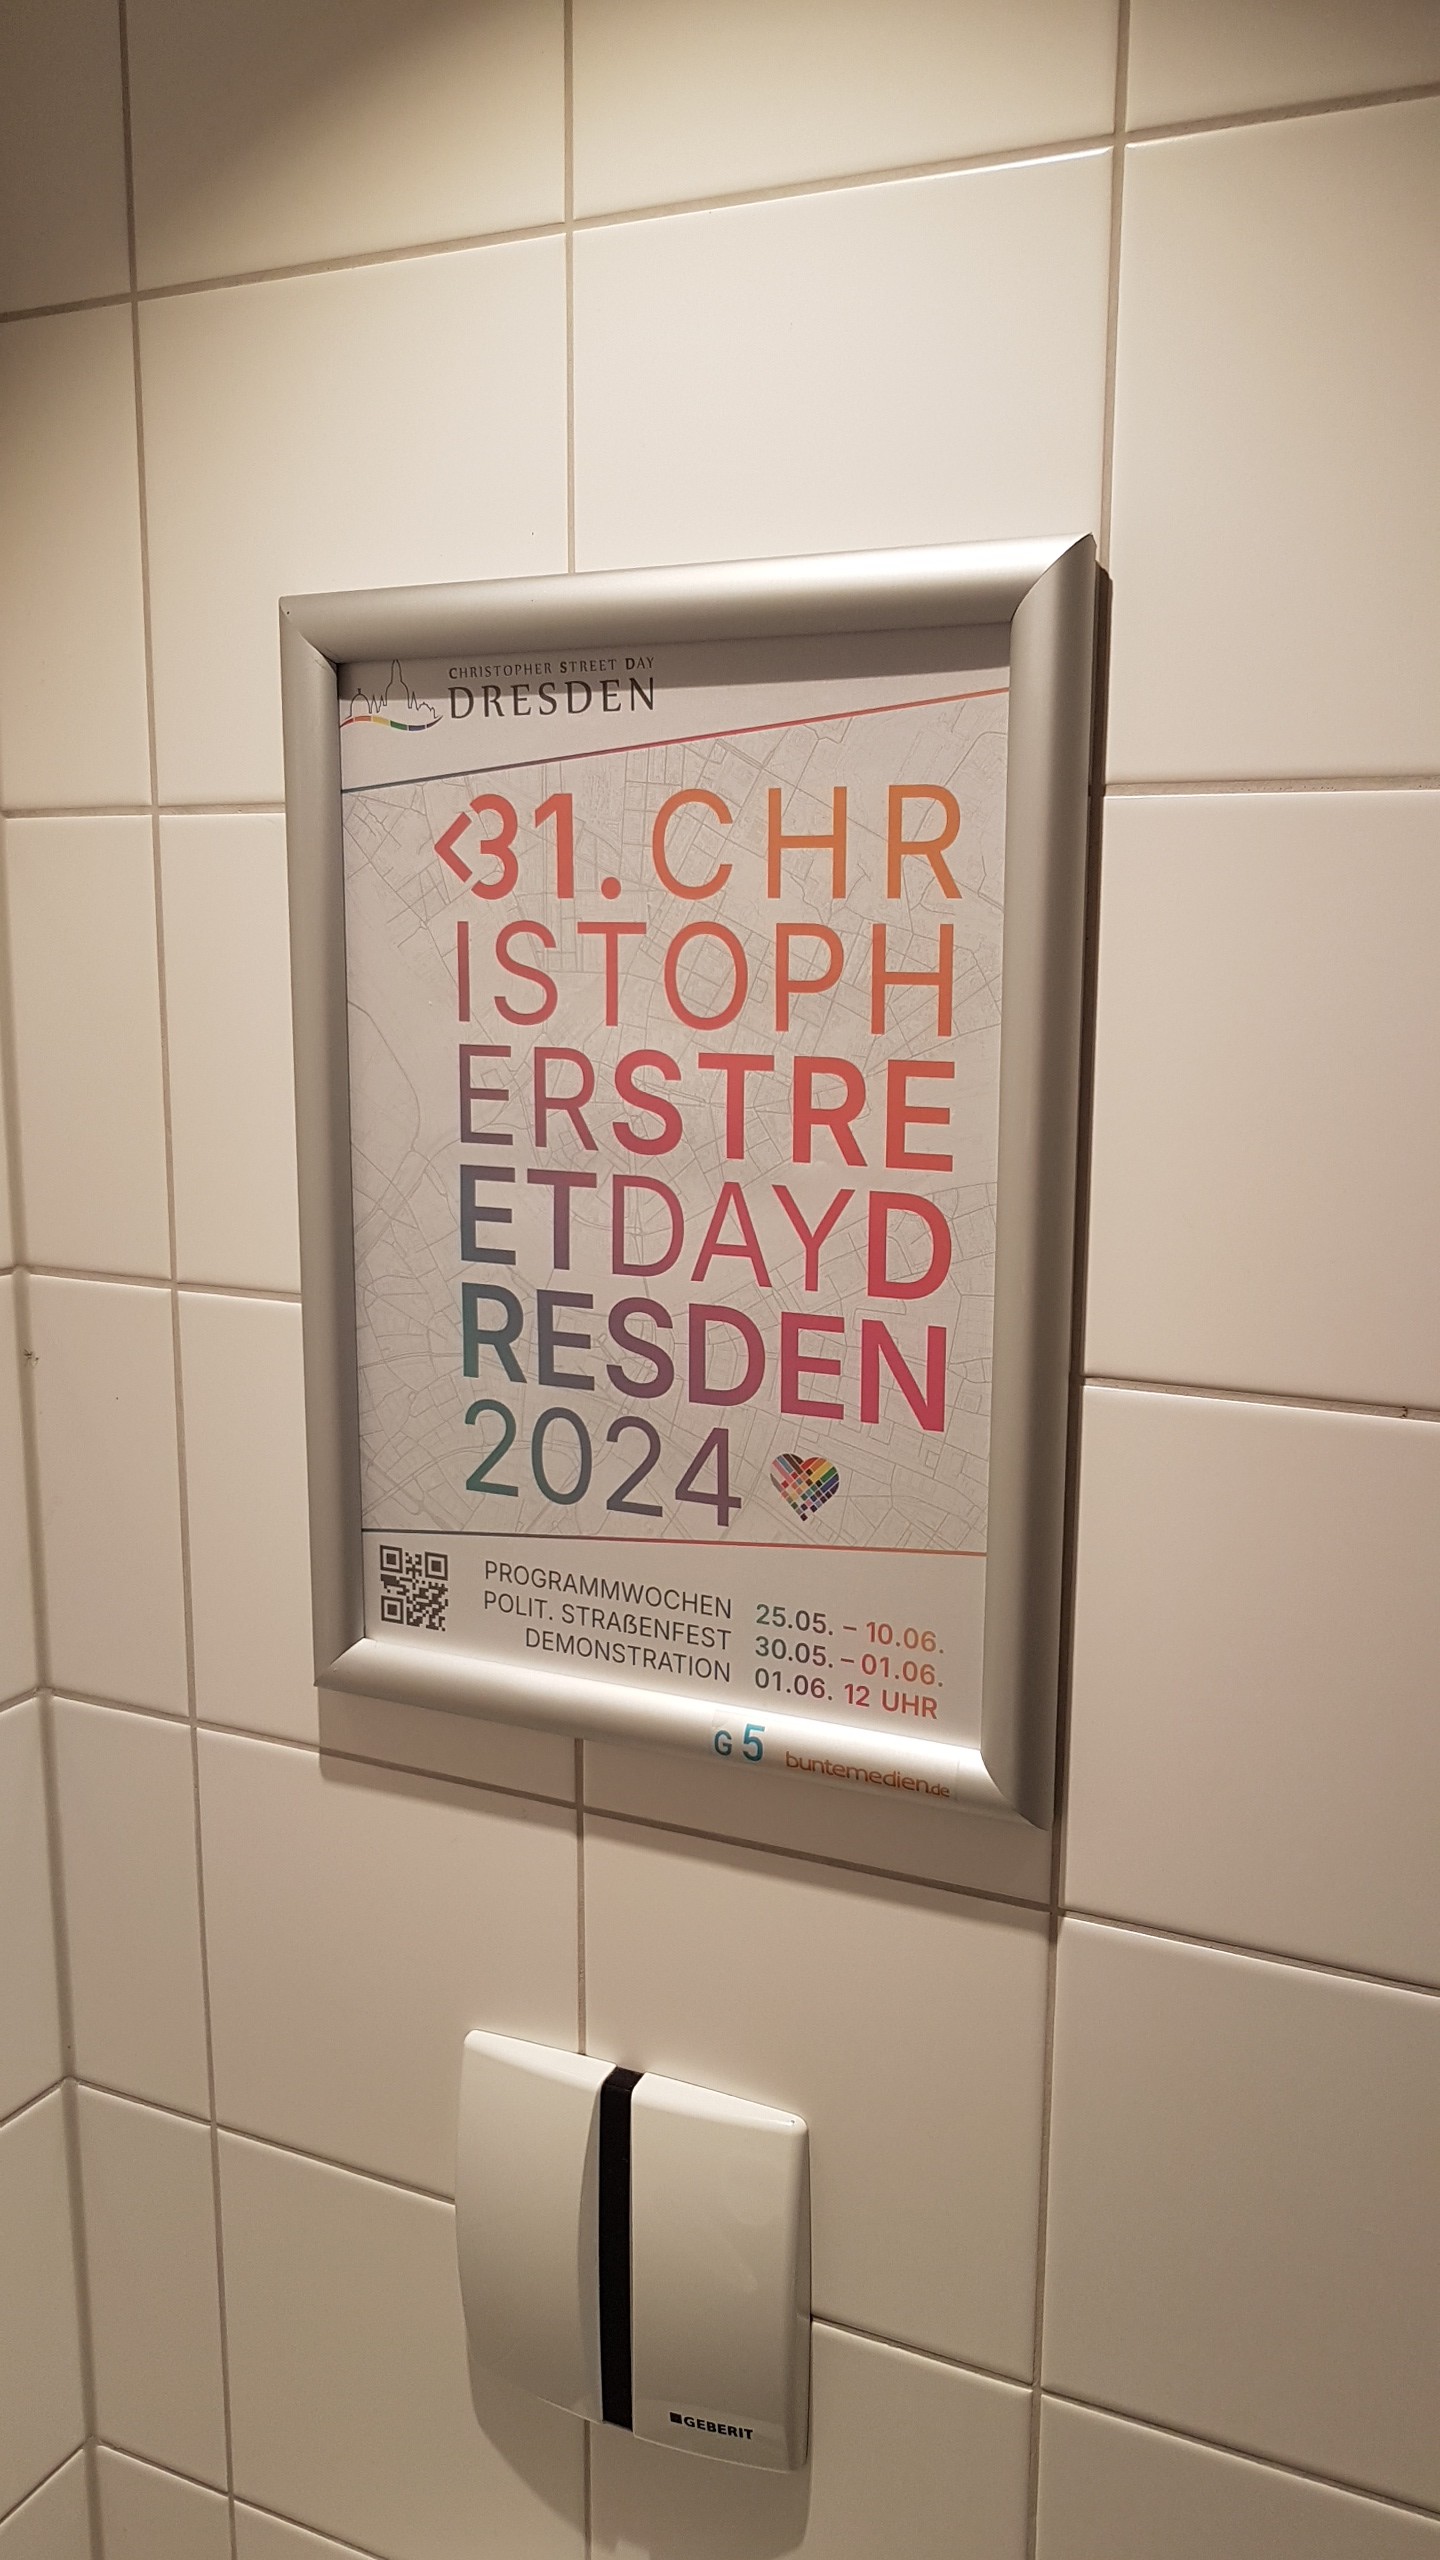 CHRISTOPHER STREET DAY
DRESDEN
<31. CHR
ISTOPH
ERSTRE
ETDAYD
RESDEN
2024
PROGRAMMWOCHEN 25.05. – 10.06.
POLIT. STRAßENFEST 30.05. – 01.06.
DEMONSTRATION 01.06. 12 UHR
G 5 buntemedien.de
GEBERIT